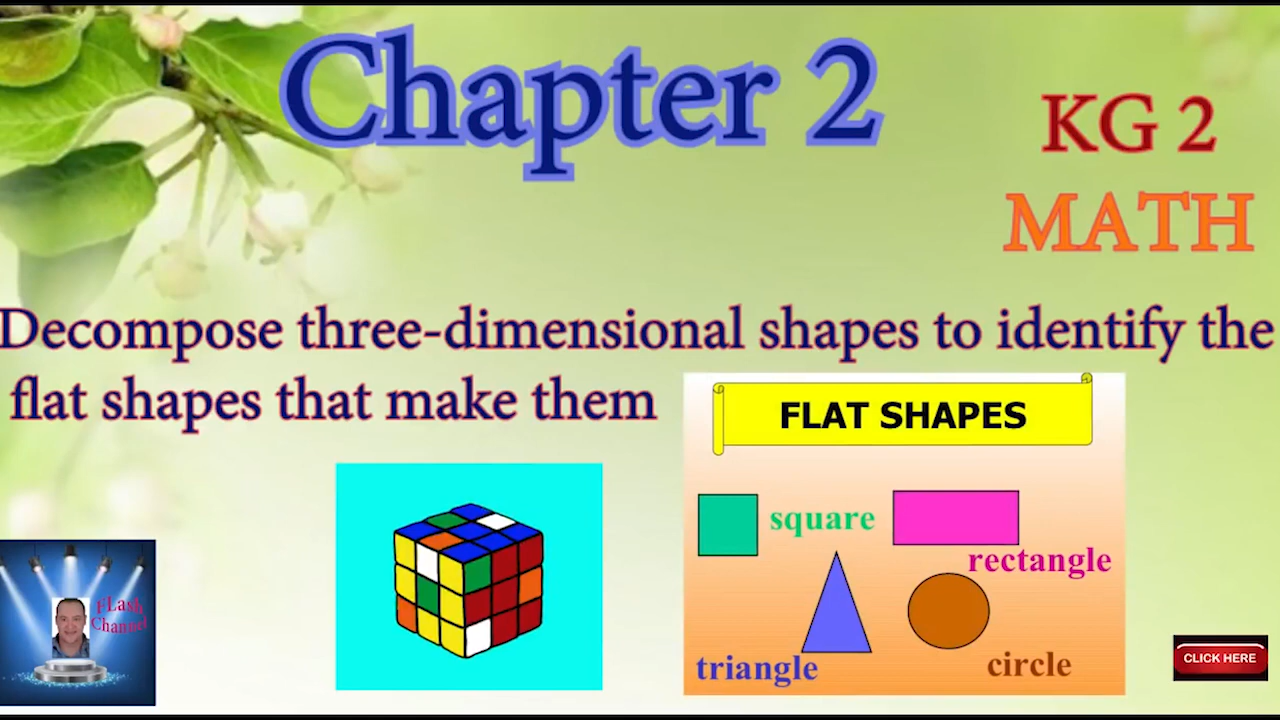 Chapter 2
KG 2
MATH
Decompose three-dimensional shapes to identify the
flat shapes that make them
FLAT SHAPES
square
rectangle
triangle
circle
FLash
Channel
CLICK HERE